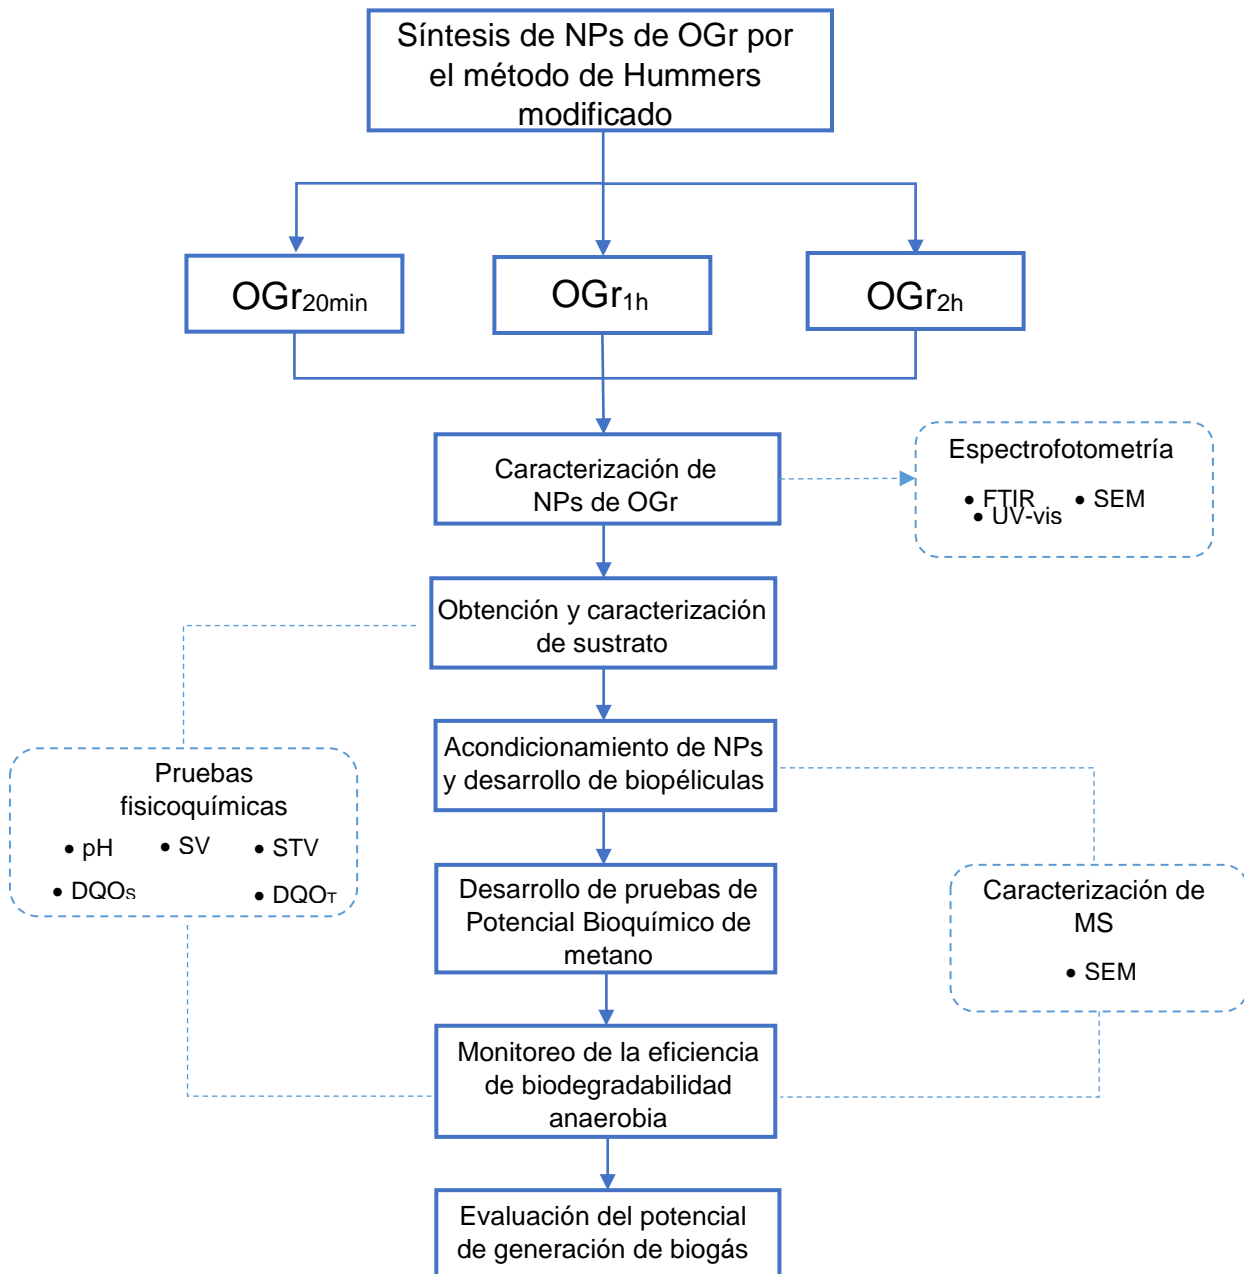 Síntesis de NPs de OGr por
el método de Hummers
modificado
OGr20min
OGr1h
OGr2h
Caracterización de
NPs de OGr
Espectrofotometría
• FTIR • SEM
• UV-vis
Obtención y caracterización
de sustrato
Acondicionamiento de NPs
y desarrollo de biopéliculas
Pruebas
fisicoquímicas
• pH • SV • STV
• DQOS • DQOT
Desarrollo de pruebas de
Potencial Bioquímico de
metano
Caracterización de
MS
• SEM
Monitoreo de la eficiencia
de biodegradabilidad
anaerobia
Evaluación del potencial
de generación de biogás